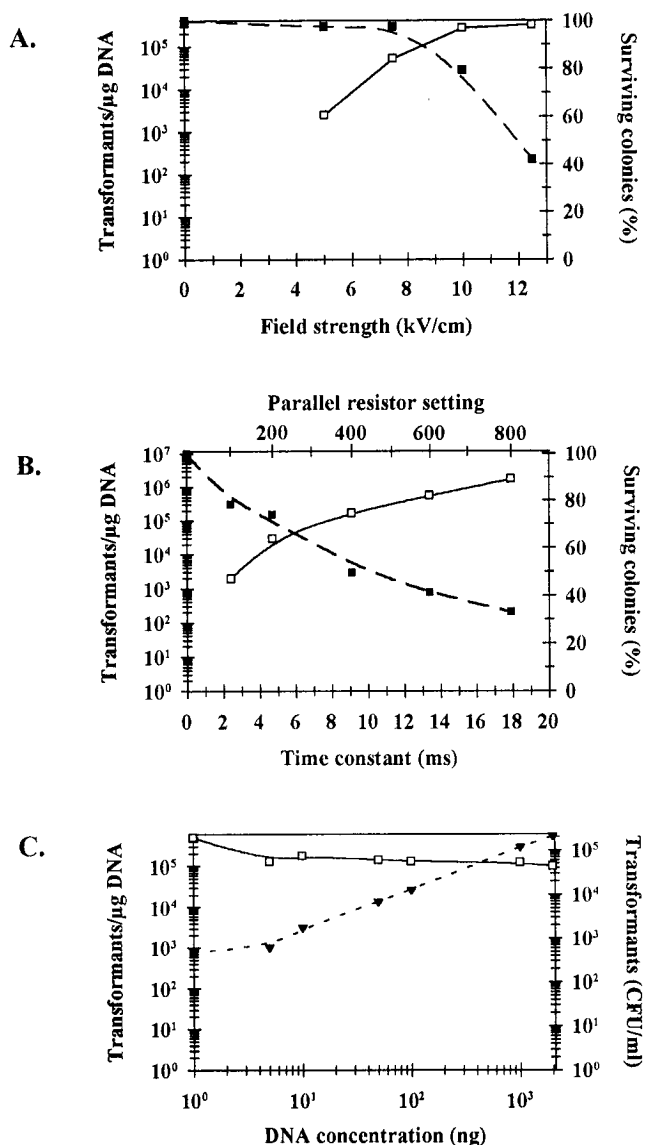 A.
Transformants/µg DNA
10⁵
10⁴
10³
10²
10¹
10⁰
100
80
60
40
20
0
Surviving colonies (%)
0 2 4 6 8 10 12
Field strength (kV/cm)
B.
Parallel resistor setting
0 200 400 600 800
Transformants/µg DNA
10⁷
10⁶
10⁵
10⁴
10³
10²
10¹
10⁰
100
80
60
40
20
0
Surviving colonies (%)
0 2 4 6 8 10 12 14 16 18 20
Time constant (ms)
C.
Transformants/µg DNA
10⁵
10⁴
10³
10²
10¹
10⁰
10⁵
10⁴
10³
10²
10¹
10⁰
Transformants (CFU/ml)
10⁰ 10¹ 10² 10³
DNA concentration (ng)